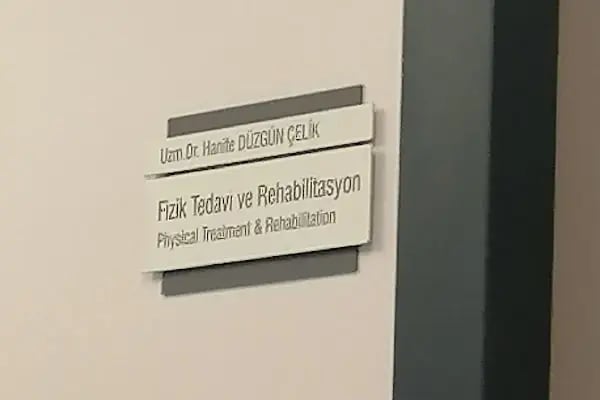 Uzm.Dr. Hanife DÜZGÜN ÇELİK
Fizik Tedavi ve Rehabilitasyon
Physical Treatment & Rehabilitation